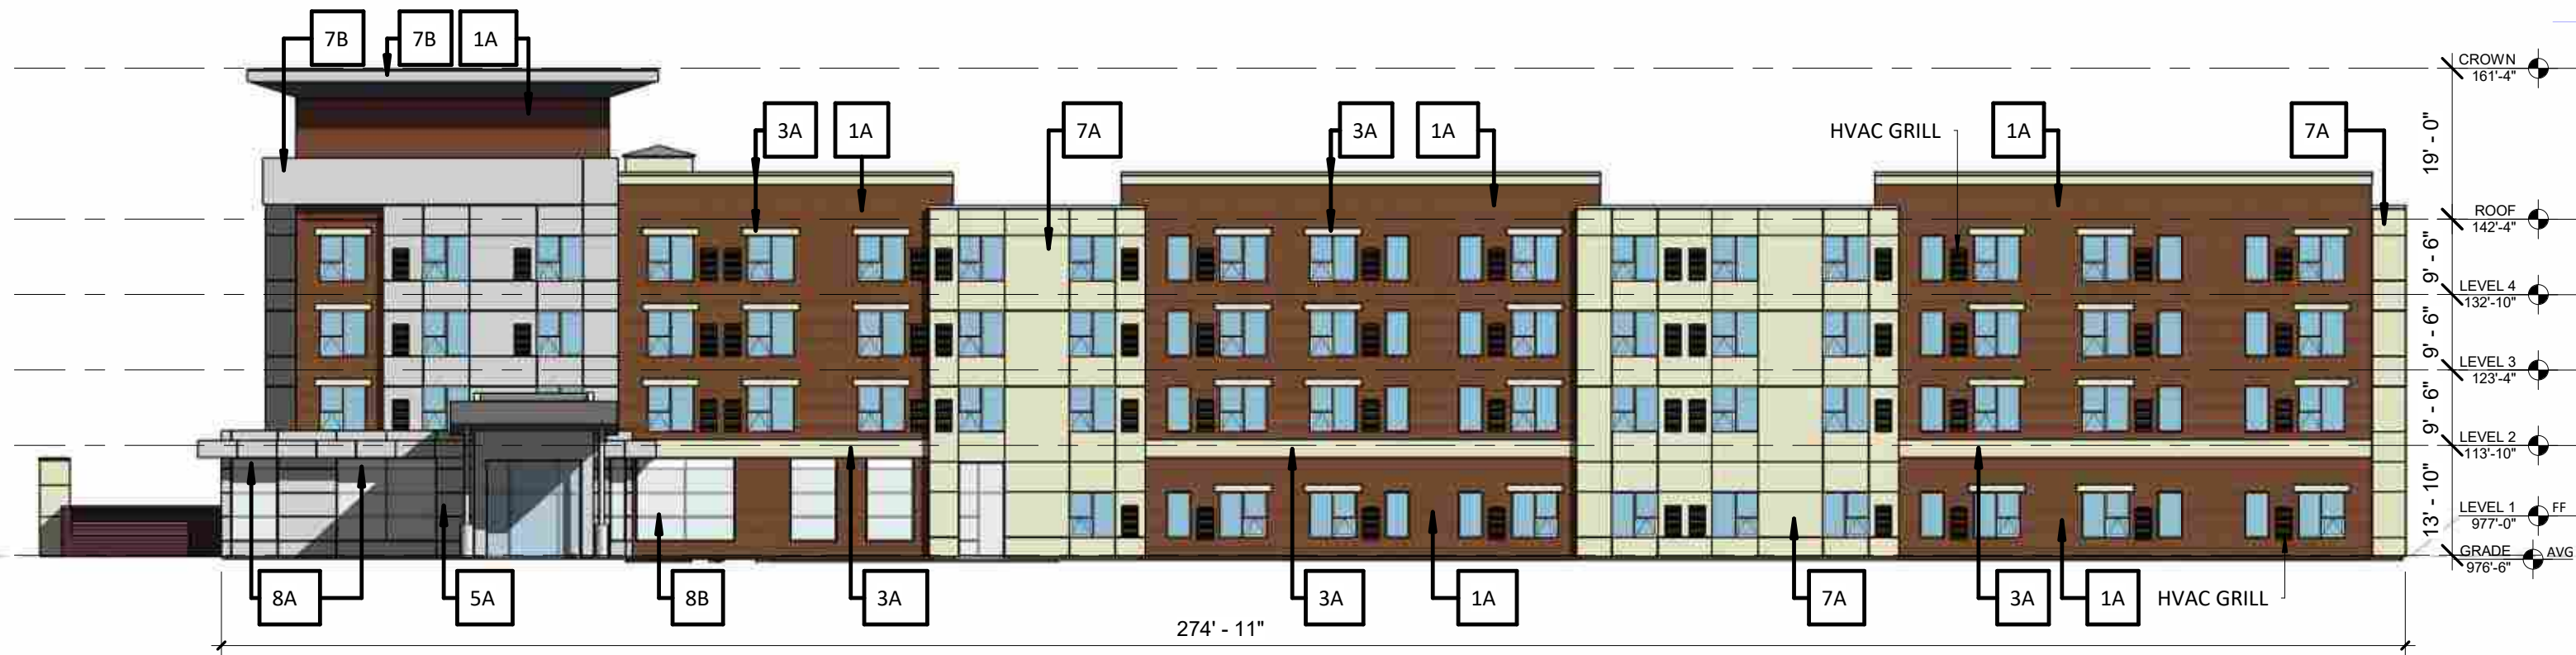 7B
7B
1A
CROWN
161'-4"
3A
1A
7A
3A
1A
HVAC GRILL
1A
7A
19' - 0"
ROOF
142'-4"
9' - 6"
LEVEL 4
132'-10"
9' - 6"
LEVEL 3
123'-4"
9' - 6"
LEVEL 2
113'-10"
13' - 10"
LEVEL 1
977'-0"
FF
GRADE
976'-6"
AVG
8A
5A
8B
3A
3A
1A
7A
3A
1A
HVAC GRILL
274' - 11"